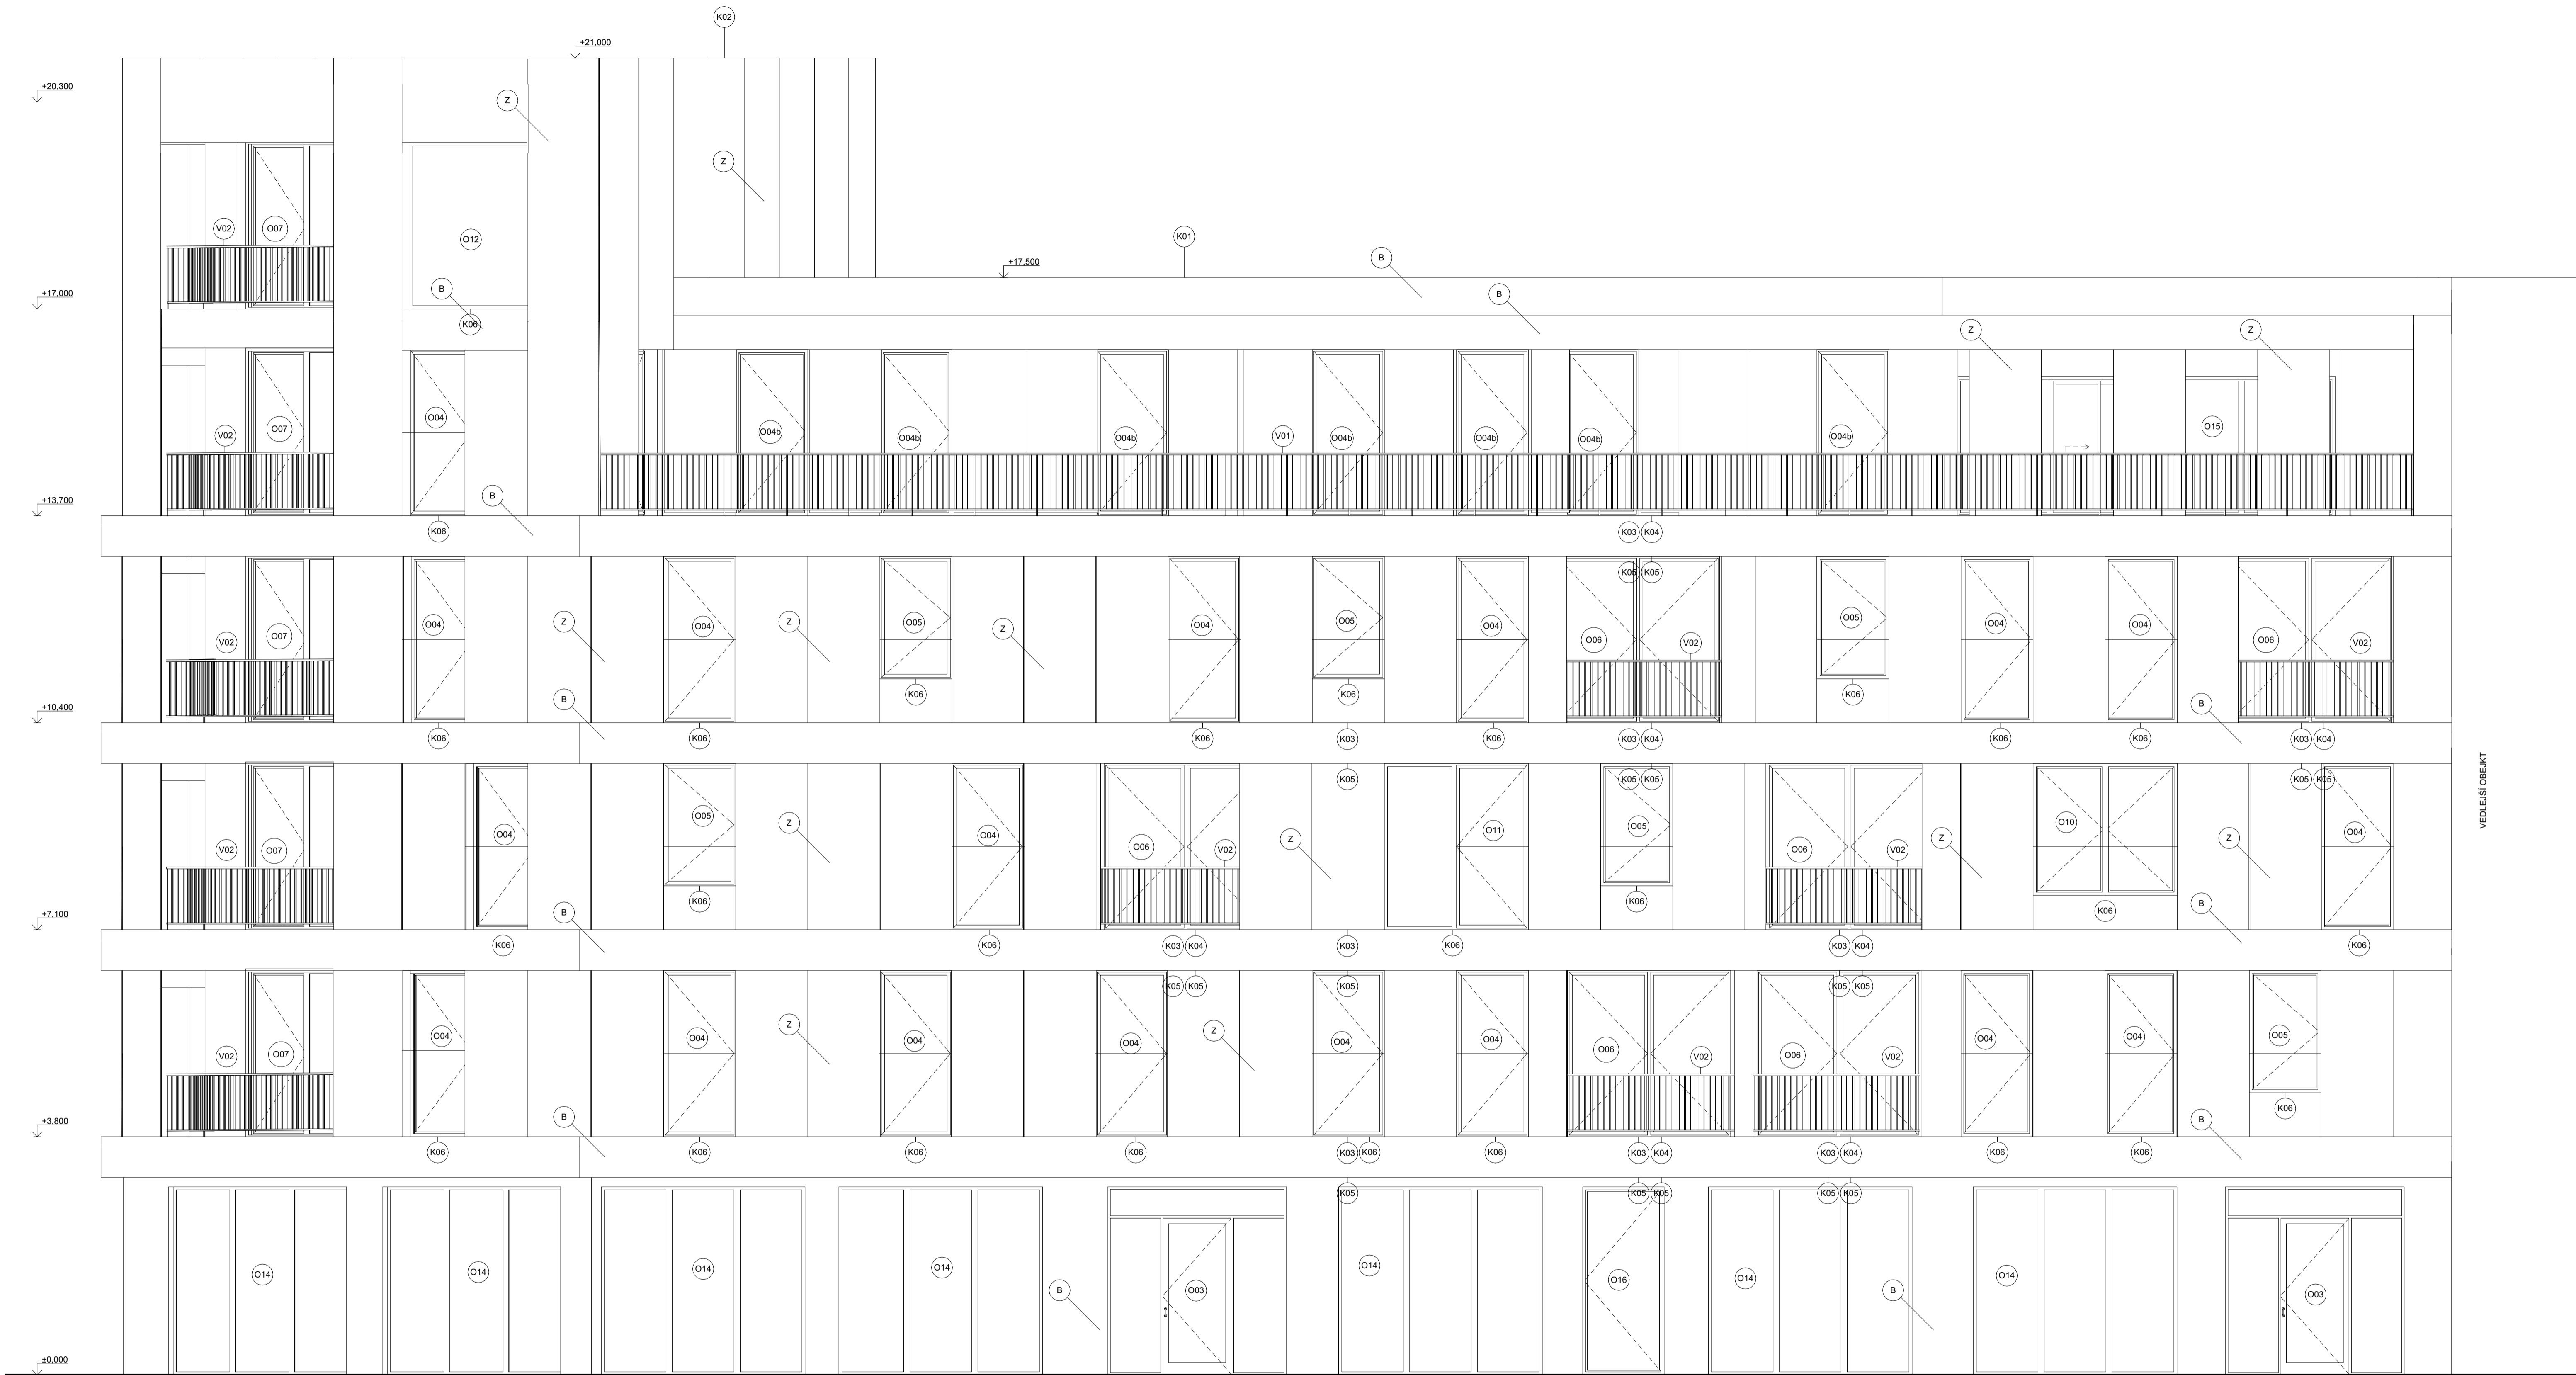 K02
+21,000
+20,300
Z
Z
V02
O07
O12
K01
B
+17,500
B
B
+17,000
K06
Z
Z
V02
O07
O04
O04b
O04b
O04b
V01
O04b
O04b
O04b
O04b
O15
B
+13,700
K06
K03
K04
K05
K05
V02
O07
O04
Z
O04
Z
O05
Z
O04
O05
O04
O06
V02
O05
O04
O04
O06
V02
K06
K06
K06
B
B
+10,400
K06
K06
K06
K03
K06
K03
K04
K06
K06
K03
K04
K05
K05
K05
K05
K05
VEDLEJŠÍ OBEJKT
V02
O07
O04
O05
Z
O04
O06
V02
Z
O11
O05
O06
V02
Z
O10
Z
O04
K06
K06
K06
B
B
+7,100
K06
K06
K03
K04
K03
K06
K03
K04
K06
K05
K05
K05
K05
K05
V02
O07
O04
O04
Z
O04
O04
Z
O04
O04
O06
V02
O06
V02
O04
O04
O05
K06
B
B
+3,800
K06
K06
K06
K06
K03
K06
K06
K03
K04
K03
K04
K06
K06
K05
K05
K05
K05
K05
O14
O14
O14
O14
B
O03
O14
O16
O14
B
O14
O03
±0,000